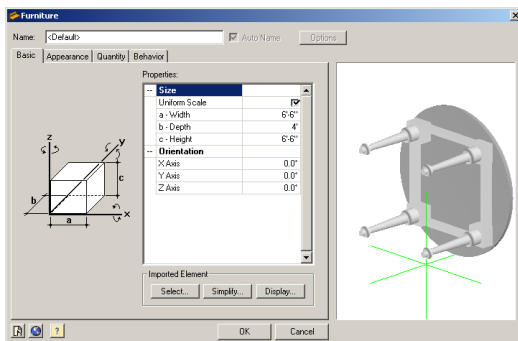 Furniture
Name: <Default> Auto Name Options
Basic Appearance Quantity Behavior
Properties:
Size
Uniform Scale
a - Width 6'-6"
b - Depth 4'
c - Height 6'-6"
Orientation
X Axis 0.0°
Y Axis 0.0°
Z Axis 0.0°
z
y
c
b
x
a
Imported Element
Select... Simplify... Display...
OK Cancel